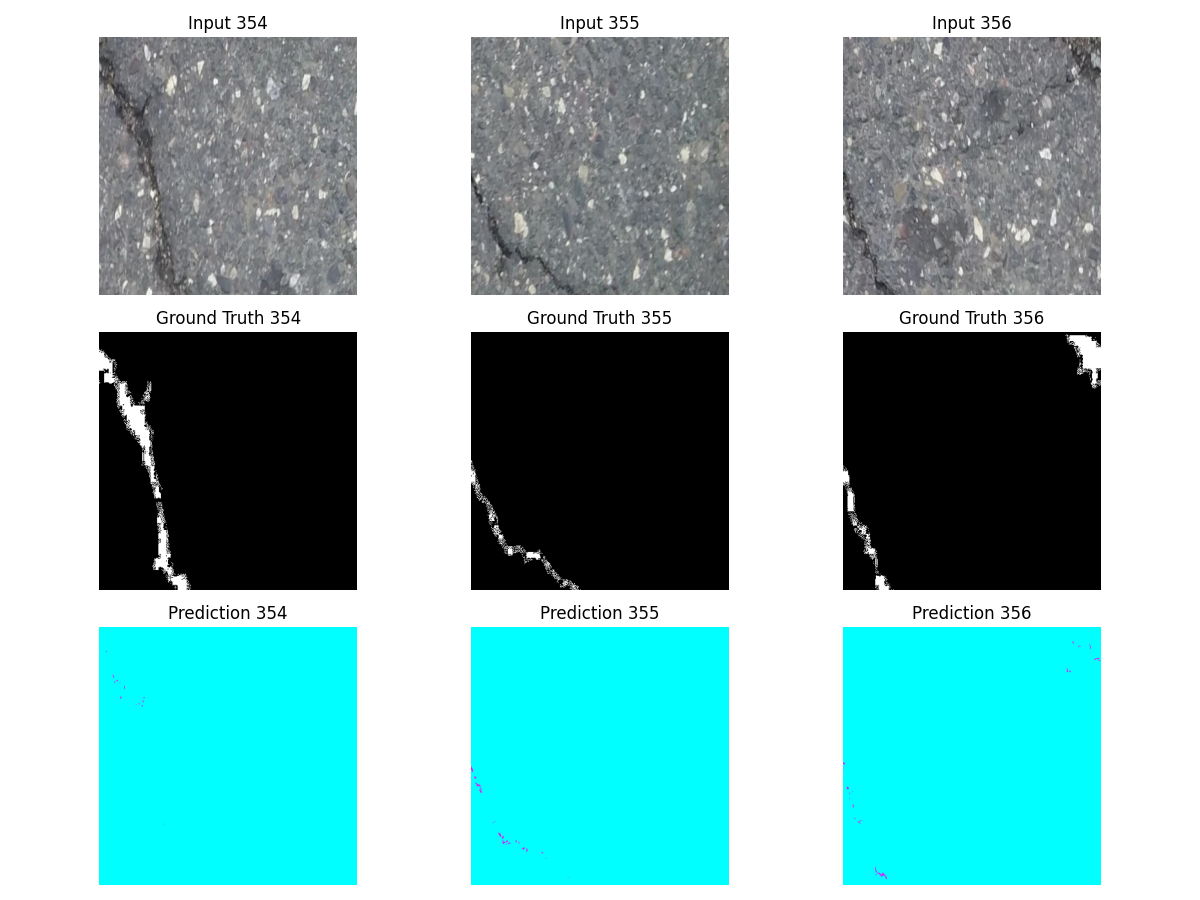 Input 354
Input 355
Input 356
Ground Truth 354
Ground Truth 355
Ground Truth 356
Prediction 354
Prediction 355
Prediction 356